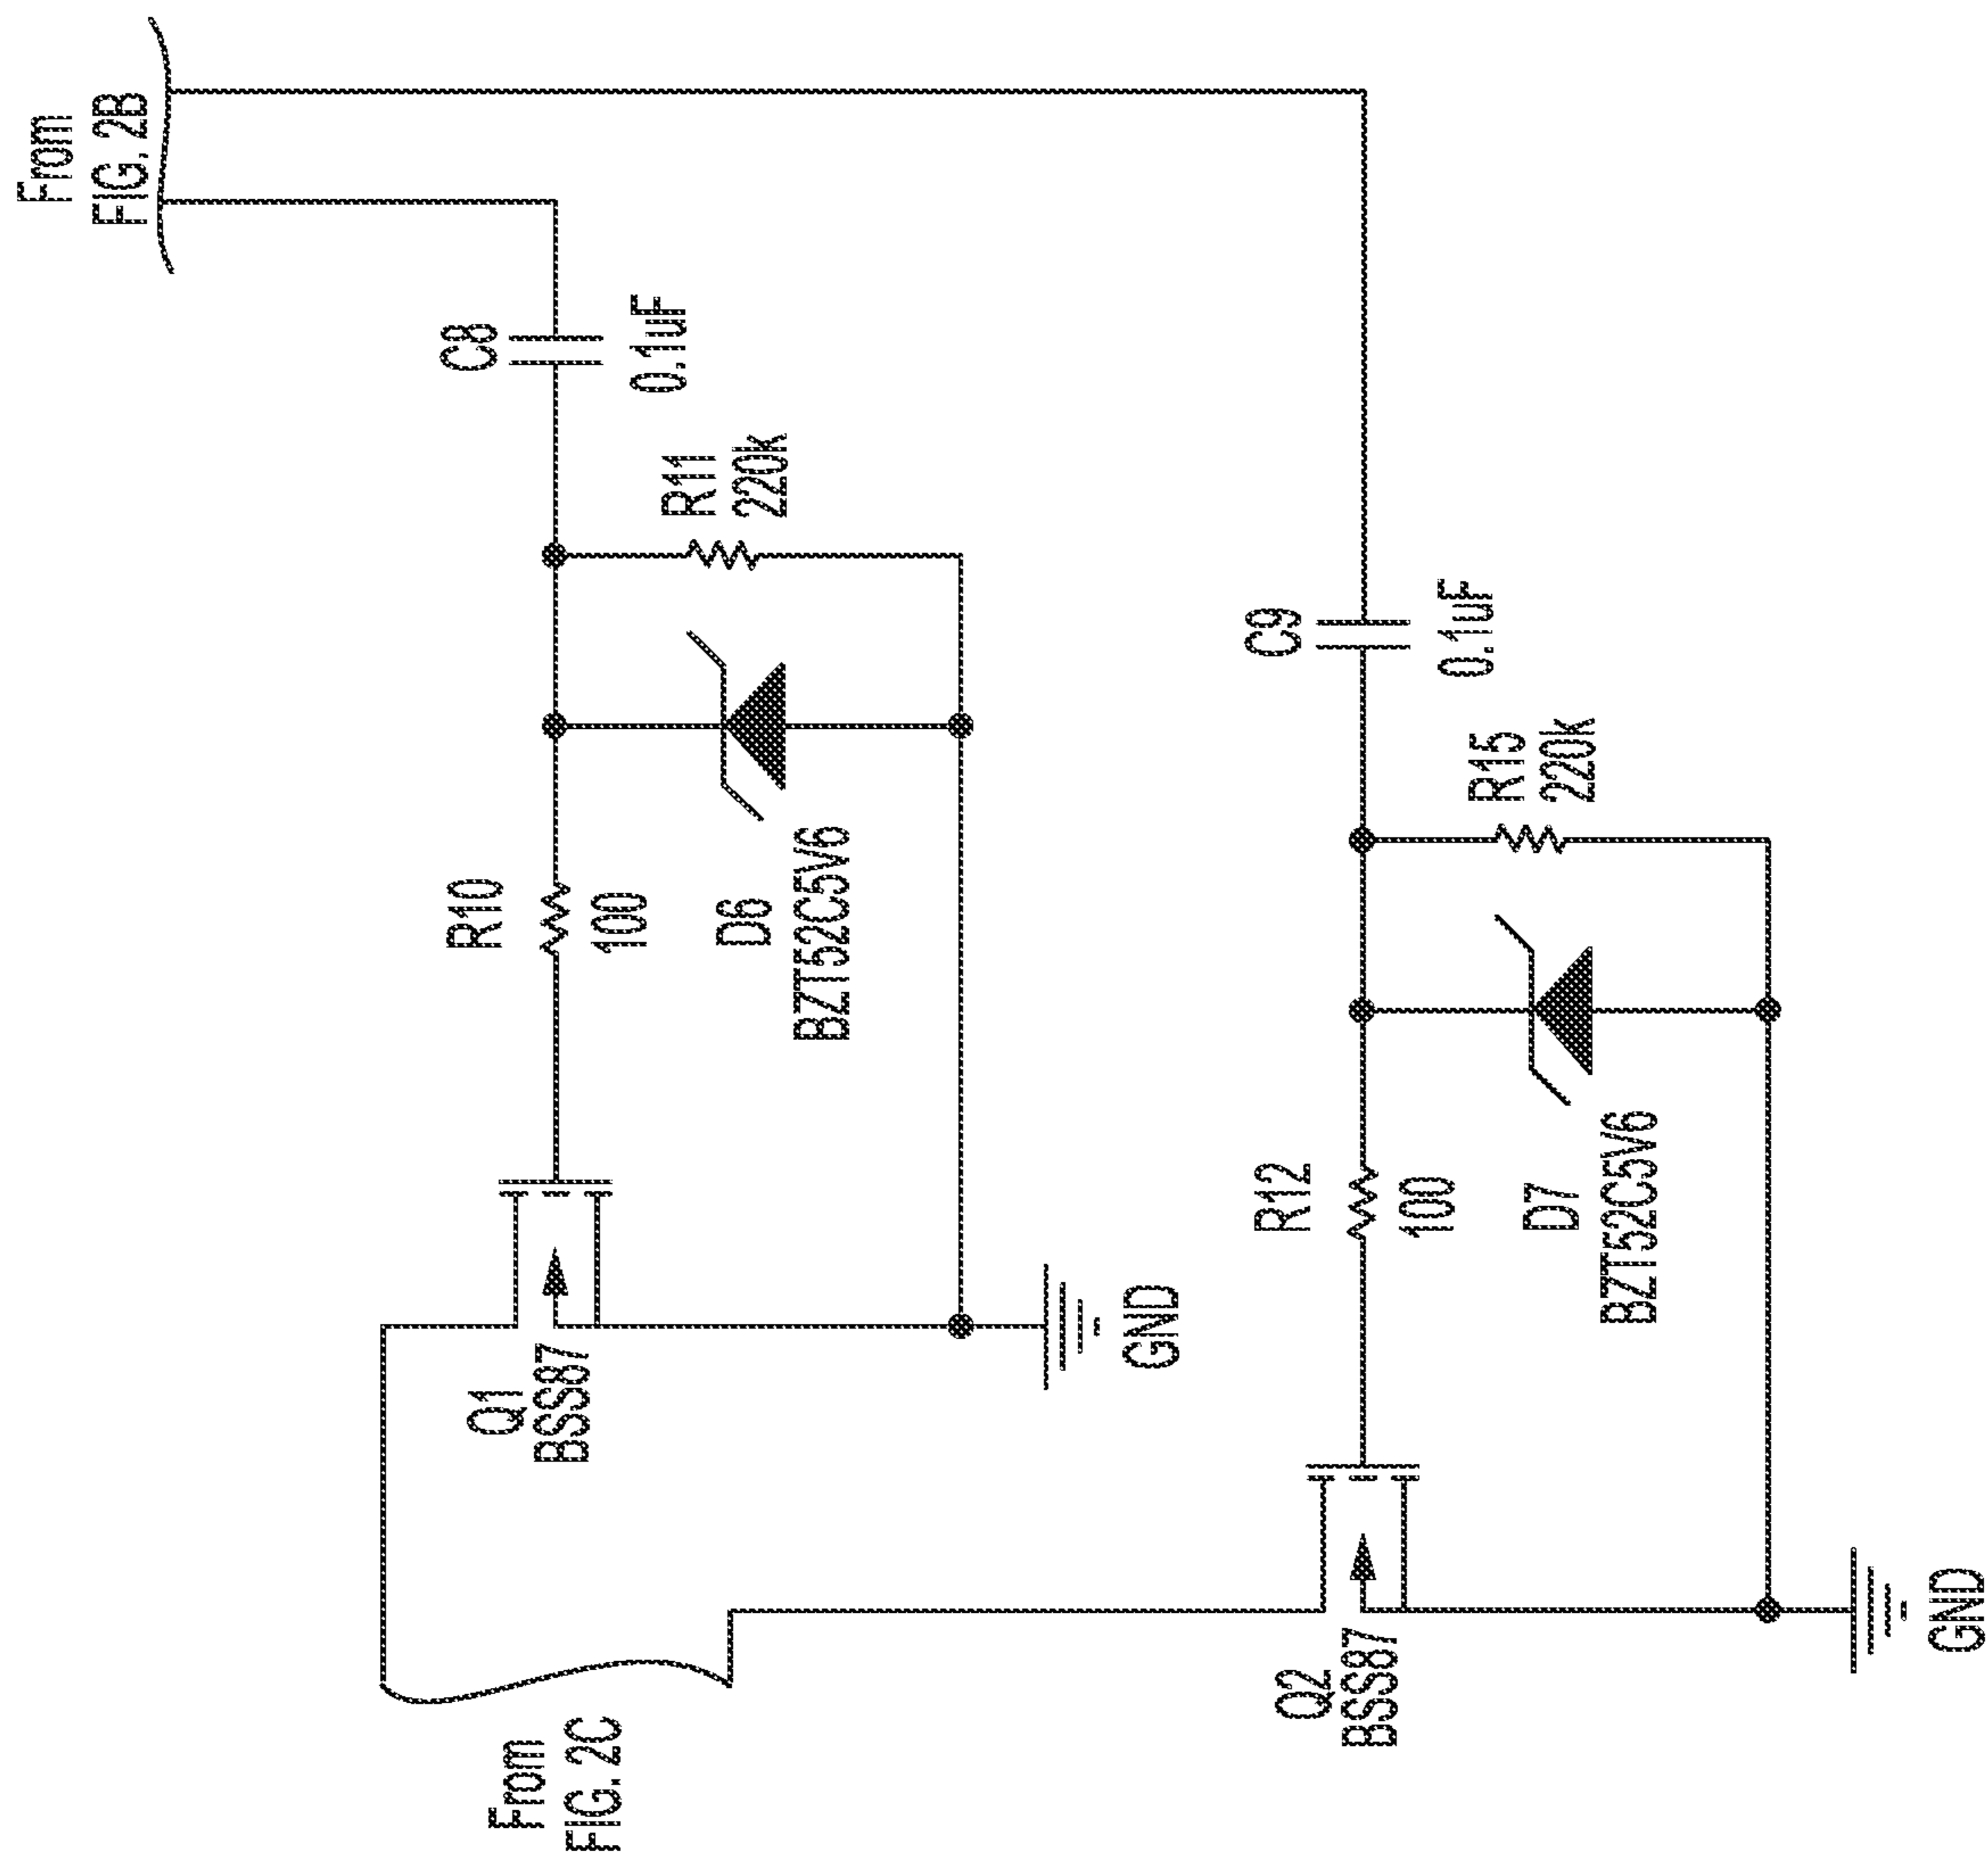 From
FIG. 2B
C8
0.1uF
R11
220k
R10
100
D6
BZT52C5V6
Q1
BSS87
GND
C9
0.1uF
R15
220k
R12
100
D7
BZT52C5V6
Q2
BSS87
GND
From
FIG. 2C